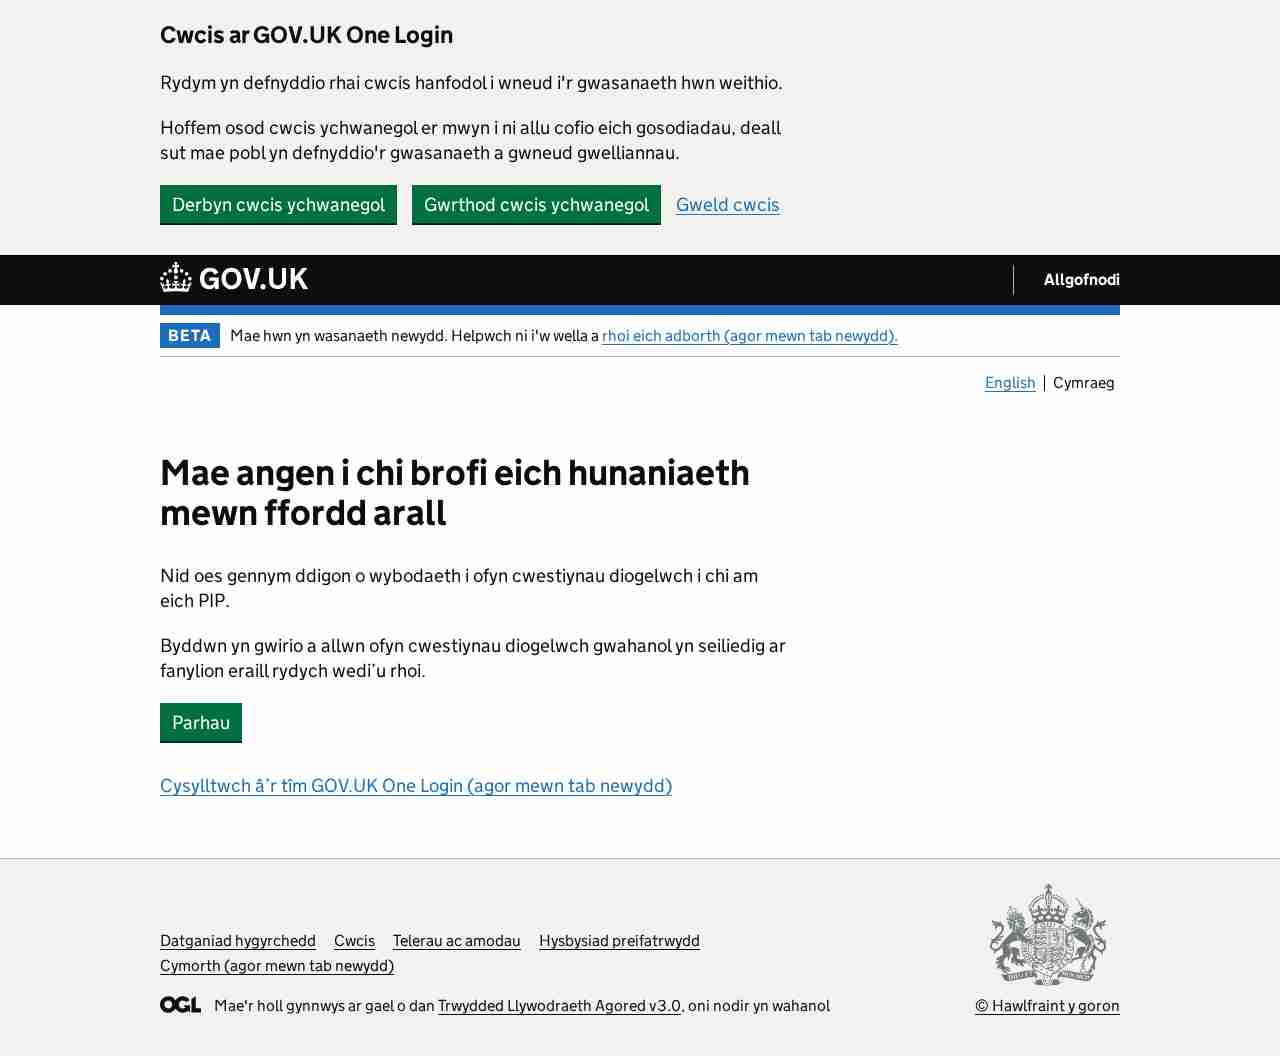 Cwcis ar GOV.UK One Login
Rydym yn defnyddio rhai cwcis hanfodol i wneud i'r gwasanaeth hwn weithio.
Hoffem osod cwcis ychwanegol er mwyn i ni allu cofio eich gosodiadau, deall
sut mae pobl yn defnyddio'r gwasanaeth a gwneud gwelliannau.
Derbyn cwcis ychwanegol Gwrthod cwcis ychwanegol Gweld cwcis
GOV.UK Allgofnodi
BETA Mae hwn yn wasanaeth newydd. Helpwch ni i'w wella a rhoi eich adborth (agor mewn tab newydd).
English Cymraeg
Mae angen i chi brofi eich hunaniaeth
mewn ffordd arall
Nid oes gennym ddigon o wybodaeth i ofyn cwestiynau diogelwch i chi am
eich PIP.
Byddwn yn gwirio a allwn ofyn cwestiynau diogelwch gwahanol yn seiliedig ar
fanylion eraill rydych wedi’u rhoi.
Parhau
Cysylltwch â’r tîm GOV.UK One Login (agor mewn tab newydd)
Datganiad hygyrchedd Cwcis Telerau ac amodau Hysbysiad preifatrwydd
Cymorth (agor mewn tab newydd)
OGL Mae'r holl gynnwys ar gael o dan Trwydded Llywodraeth Agored v3.0, oni nodir yn wahanol
© Hawlfraint y goron